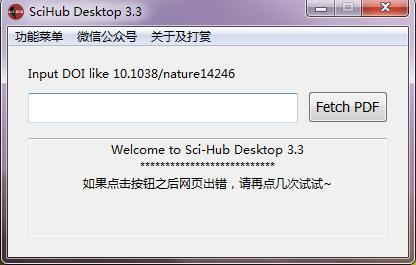 SciHub Desktop 3.3
功能菜单 微信公众号 关于及打赏
Input DOI like 10.1038/nature14246
Fetch PDF
Welcome to Sci-Hub Desktop 3.3
***************************
如果点击按钮之后网页出错，请再点几次试试~